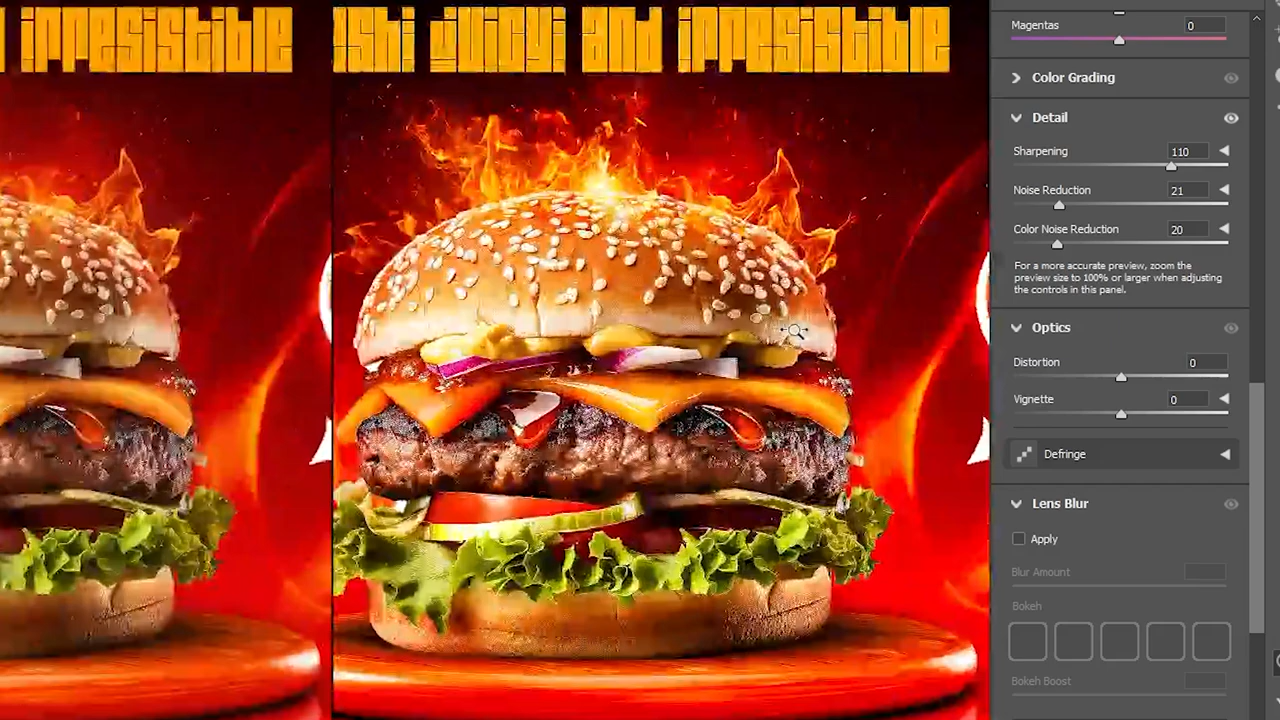 irresistible
shi juicyi and irresistible
Magentas
0
Color Grading
Detail
Sharpening
110
Noise Reduction
21
Color Noise Reduction
20
For a more accurate preview, zoom the
preview size to 100% or larger when adjusting
the controls in this panel.
Optics
Distortion
0
Vignette
0
Defringe
Lens Blur
Apply
Blur Amount
Bokeh
Bokeh Boost